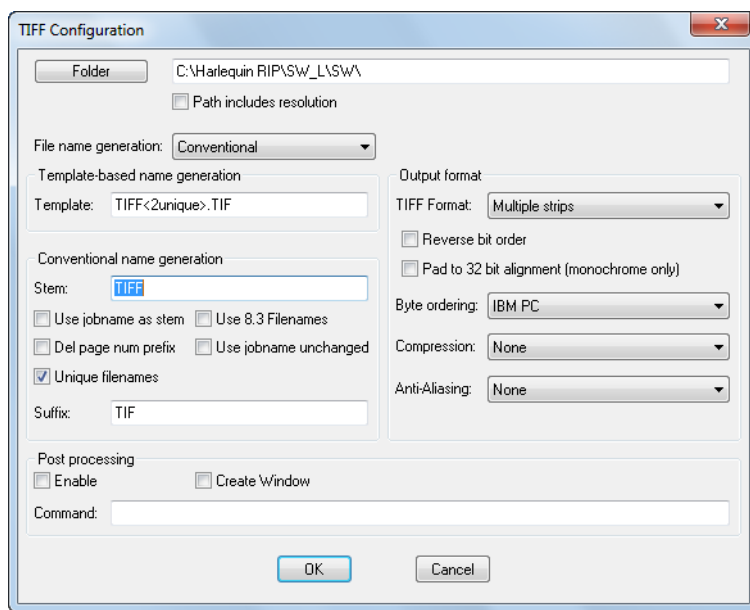 TIFF Configuration
Folder
C:\Harlequin RIP\SW_L\SW\
Path includes resolution
File name generation:
Conventional
Template-based name generation
Template:
TIFF<2unique>.TIF
Conventional name generation
Stem:
TIFF
Use jobname as stem
Use 8.3 Filenames
Del page num prefix
Use jobname unchanged
Unique filenames
Suffix:
TIF
Output format
TIFF Format:
Multiple strips
Reverse bit order
Pad to 32 bit alignment (monochrome only)
Byte ordering:
IBM PC
Compression:
None
Anti-Aliasing:
None
Post processing
Enable
Create Window
Command:
OK
Cancel